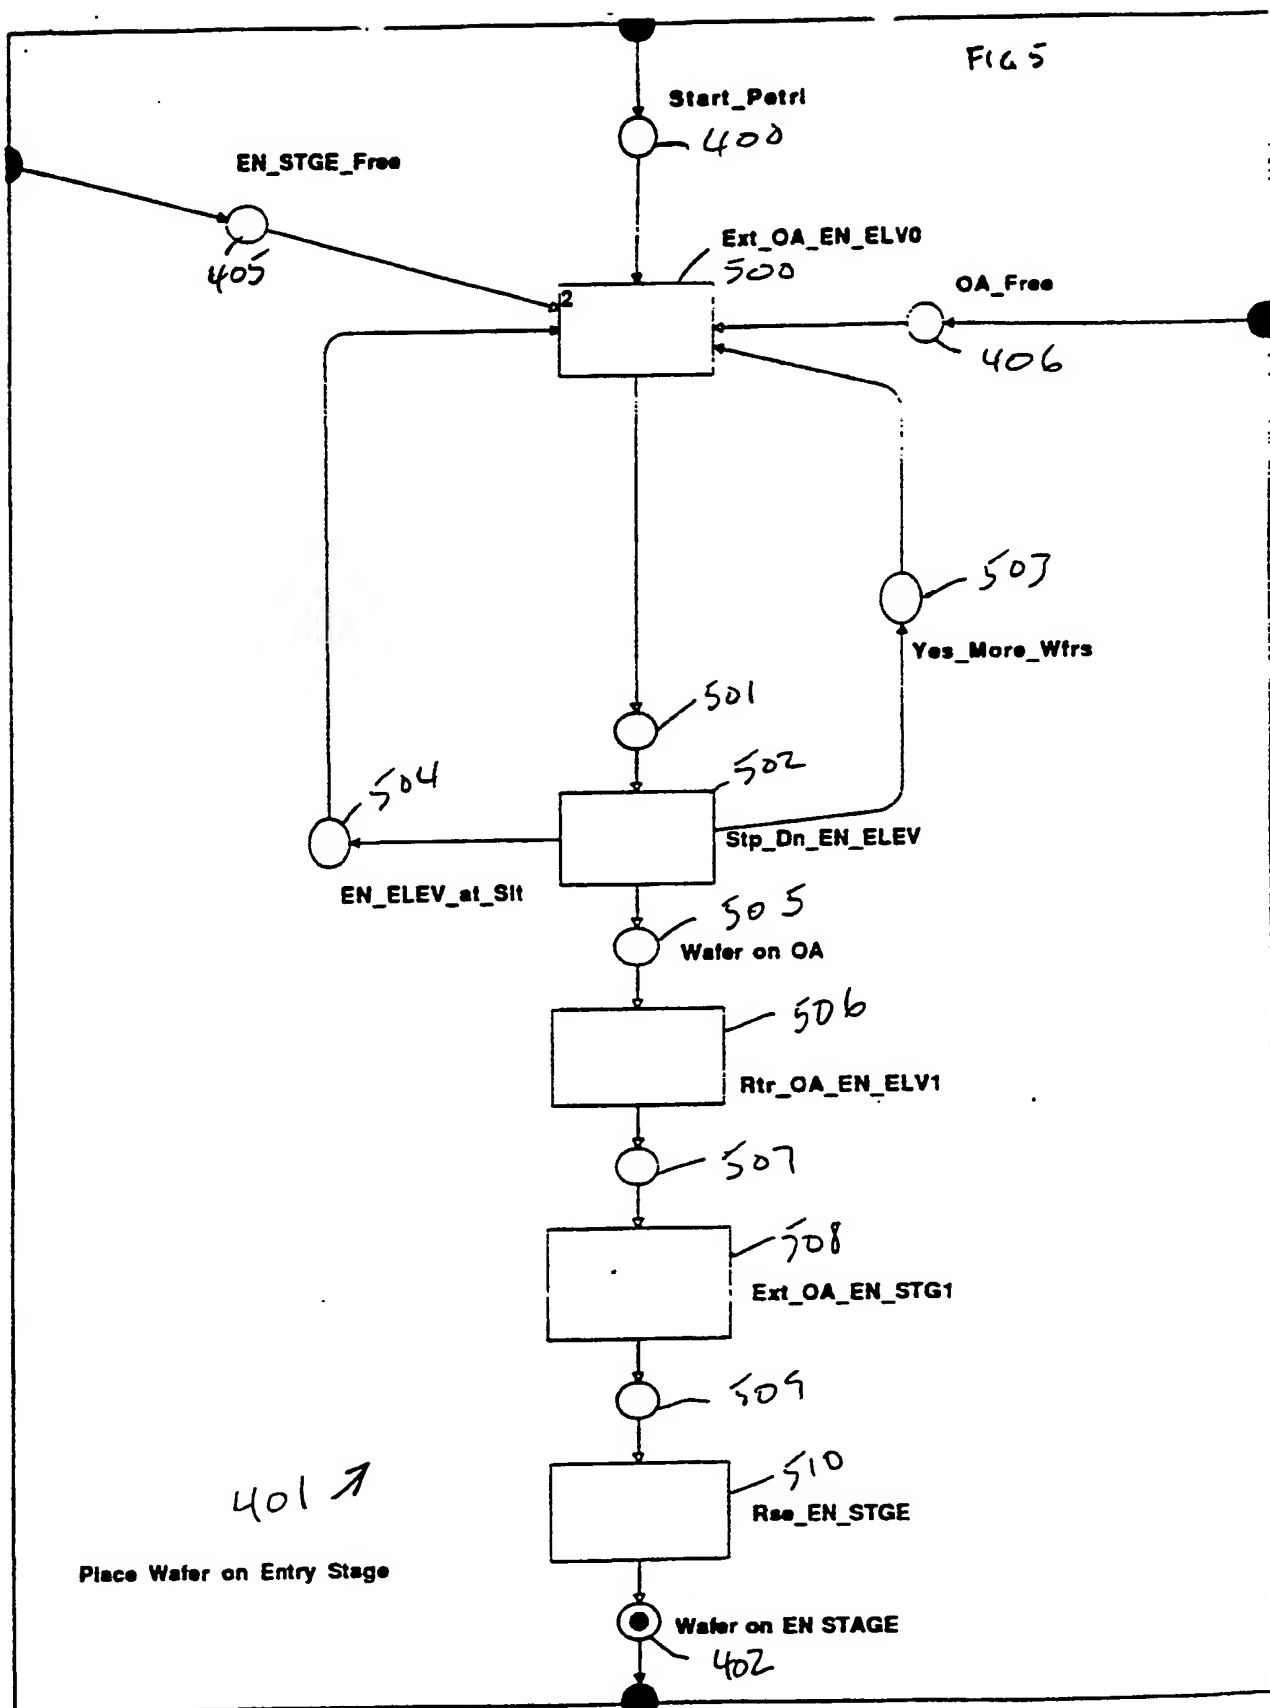 FIG 5
Start_Petri
400
EN_STGE_Free
405
Ext_OA_EN_ELV0
500
2
OA_Free
406
503
Yes_More_Wfrs
501
502
504
Stp_Dn_EN_ELEV
EN_ELEV_at_Slt
505
Wafer on OA
506
Rtr_OA_EN_ELV1
507
508
Ext_OA_EN_STG1
509
401
510
Rse_EN_STGE
Place Wafer on Entry Stage
Wafer on EN STAGE
402